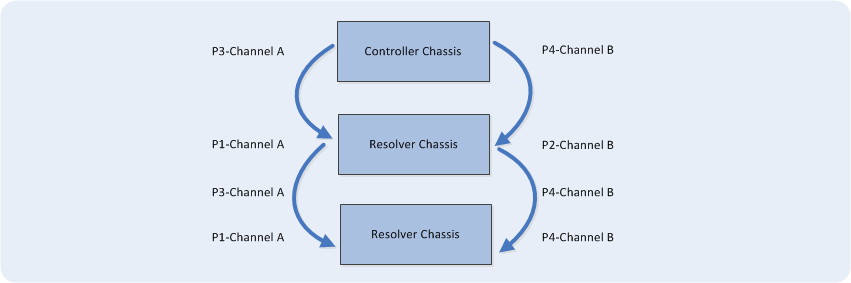 P3-Channel A
Controller Chassis
P4-Channel B
P1-Channel A
Resolver Chassis
P2-Channel B
P3-Channel A
P4-Channel B
P1-Channel A
Resolver Chassis
P4-Channel B